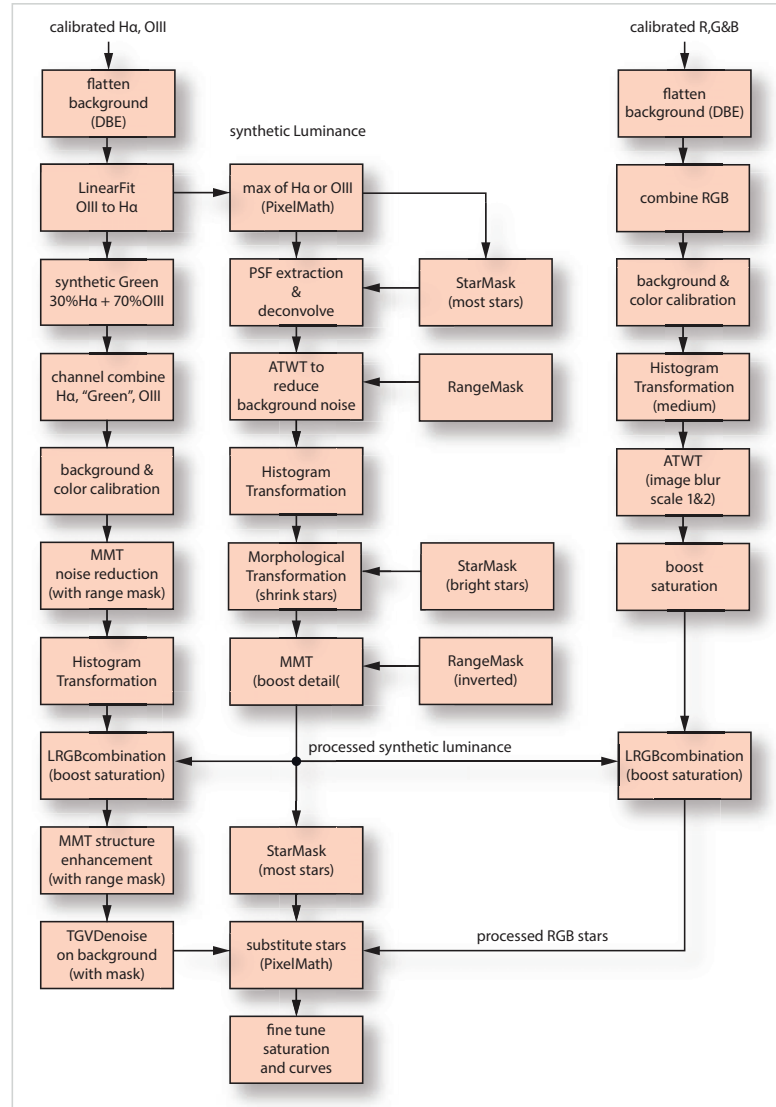 calibrated Hα, OIII
flatten
background
(DBE)
LinearFit
OIII to Hα
synthetic Green
30%Hα + 70%OIII
channel combine
Hα, “Green”, OIII
background &
color calibration
MMT
noise reduction
(with range mask)
Histogram
Transformation
LRGBcombination
(boost saturation)
MMT structure
enhancement
(with range mask)
TGVDenoise
on background
(with mask)
synthetic Luminance
max of Hα or OIII
(PixelMath)
PSF extraction
&
deconvolve
StarMask
(most stars)
ATWT to
reduce
background noise
RangeMask
Histogram
Transformation
Morphological
Transformation
(shrink stars)
StarMask
(bright stars)
MMT
(boost detail(
RangeMask
(inverted)
processed synthetic luminance
StarMask
(most stars)
substitute stars
(PixelMath)
processed RGB stars
fine tune
saturation
and curves
calibrated R,G&B
flatten
background (DBE)
combine RGB
background &
color calibration
Histogram
Transformation
(medium)
ATWT
(image blur
scale 1&2)
boost
saturation
LRGBcombination
(boost saturation)